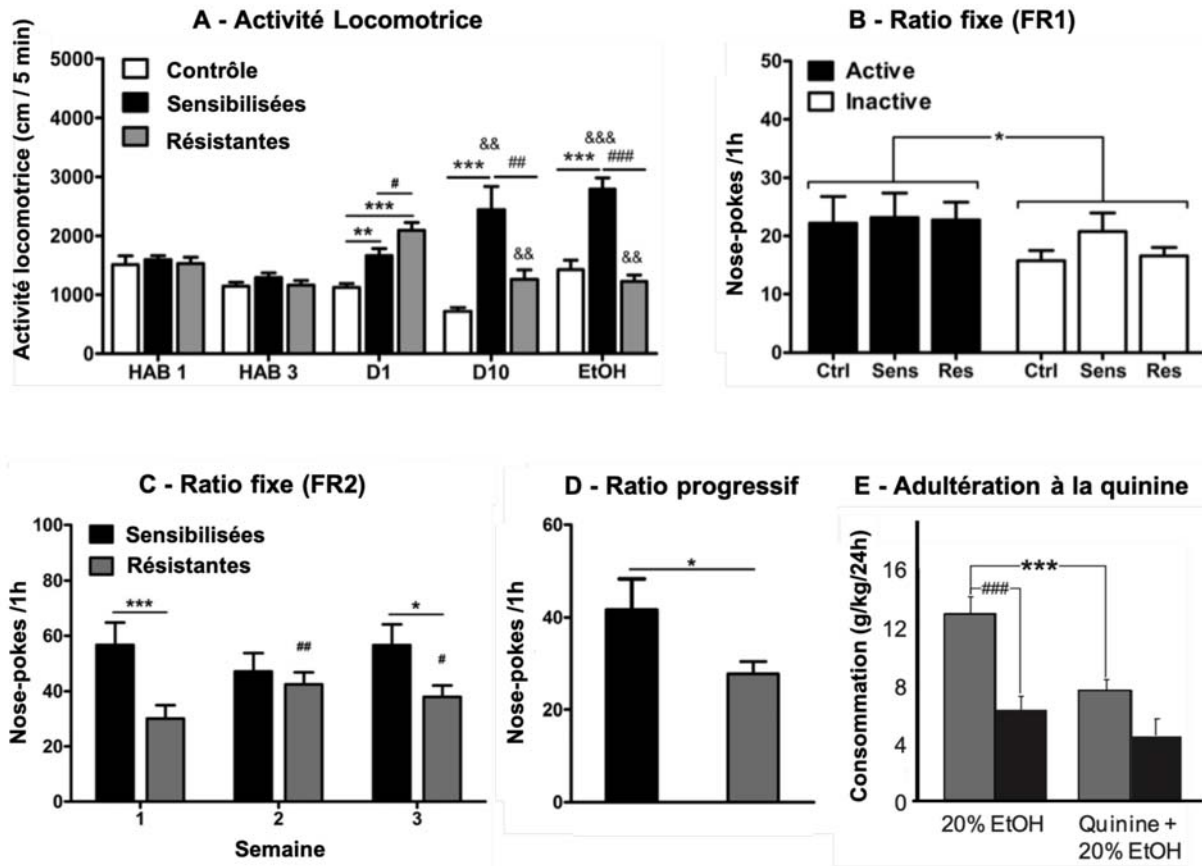 A - Activité Locomotrice
Activité locomotrice (cm / 5 min)
5000
4000
3000
2000
1000
0
Contrôle
Sensibilisées
Résistantes
#
***
**
&&
***
##
&&
&&&
***
###
&&
HAB 1 HAB 3 D1 D10 EtOH
B - Ratio fixe (FR1)
Nose-pokes /1h
50
40
30
20
10
0
Active
Inactive
*
Ctrl Sens Res Ctrl Sens Res
C - Ratio fixe (FR2)
Nose-pokes /1h
100
80
60
40
20
0
Sensibilisées
Résistantes
***
##
*
#
1 2 3
Semaine
D - Ratio progressif
Nose-pokes /1h
60
40
20
0
*
E - Adultération à la quinine
Consommation (g/kg/24h)
16
12
8
4
0
***
###
20% EtOH
Quinine +
20% EtOH